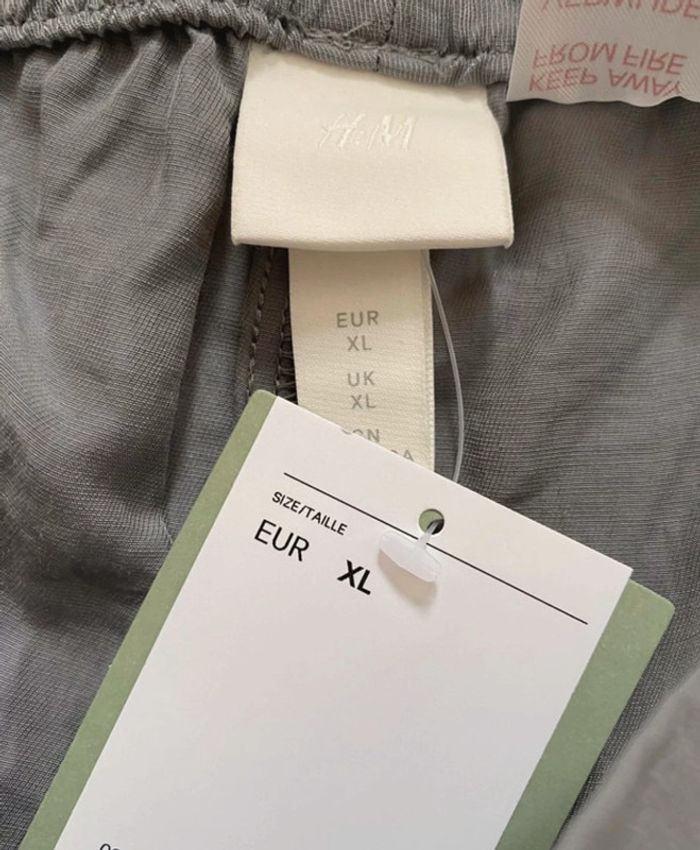 H&M
KEEP AWAY
FROM FIRE
EUR
XL
UK
XL
SIZE/TAILLE
EUR XL